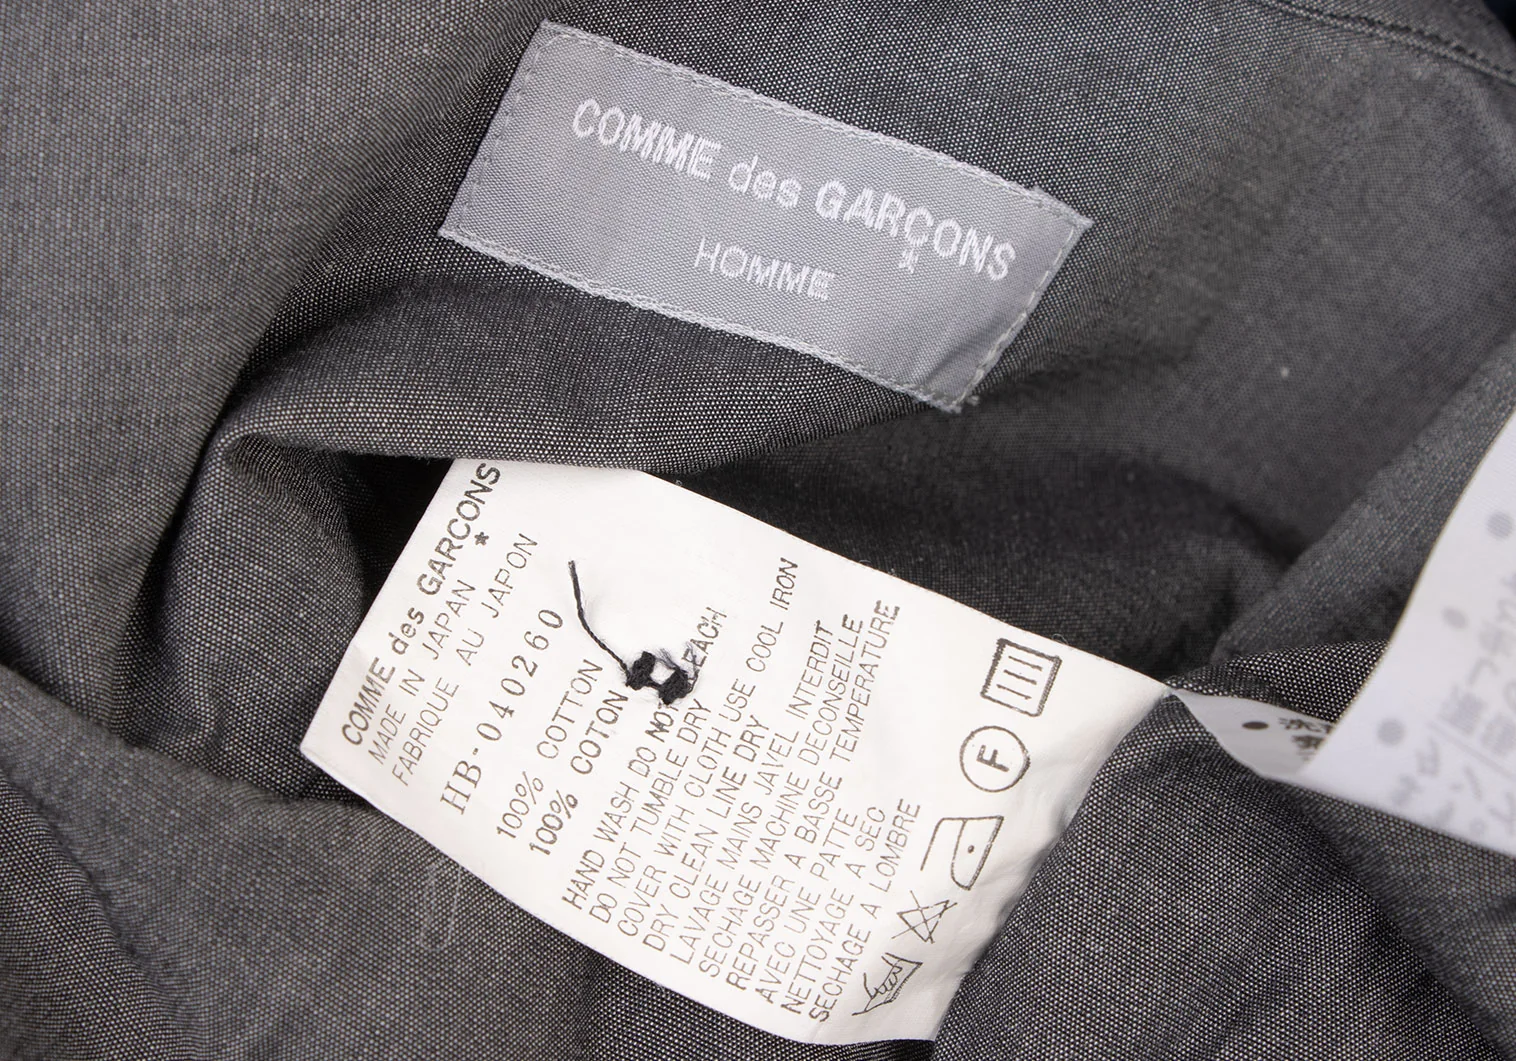 COMME des GARÇONS
*
HOMME
COMME des GARCONS
*
MADE IN JAPAN
FABRIQUE AU JAPON
HB-040260
100% COTTON
100% COTON
HAND WASH DO NOT
DO NOT TUMBLE DRY
COVER WITH CLOTH USE COOL IRON
DRY CLEAN LINE DRY
LAVAGE MAINS JAVEL INTERDIT
SECHAGE MACHINE DECONSEILLE
REPASSER A BASSE TEMPERATURE
AVEC UNE PATTE
NETTOYAGE A SEC
SECHAGE A LOMBRE
F